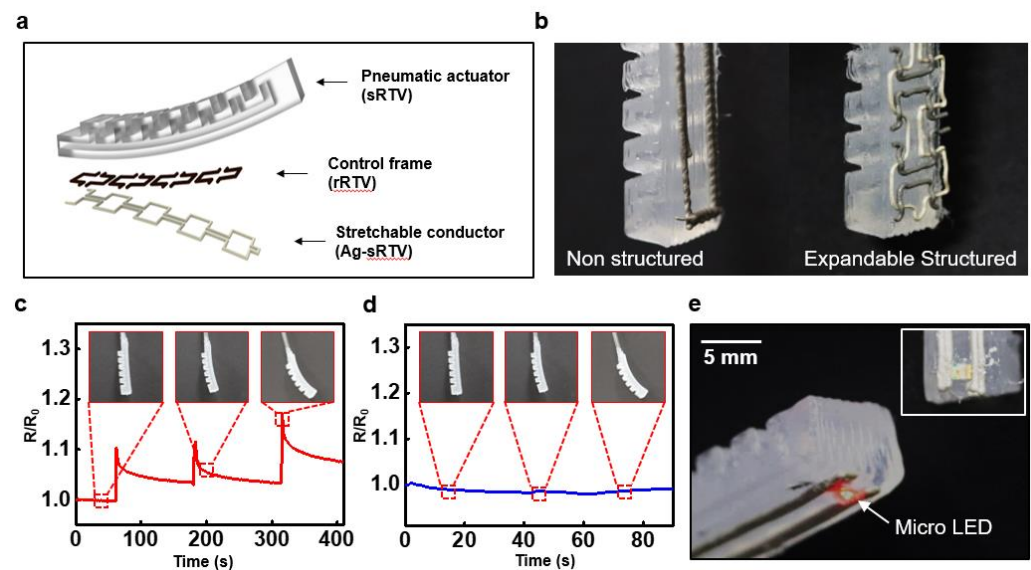 a
Pneumatic actuator
(sRTV)
Control frame
(rRTV)
Stretchable conductor
(Ag-sRTV)
b
Non structured
Expandable Structured
c
R/R0
1.3
1.2
1.1
1.0
0 100 200 300 400
Time (s)
d
R/R0
1.3
1.2
1.1
1.0
0 20 40 60 80
Time (s)
e
5 mm
Micro LED